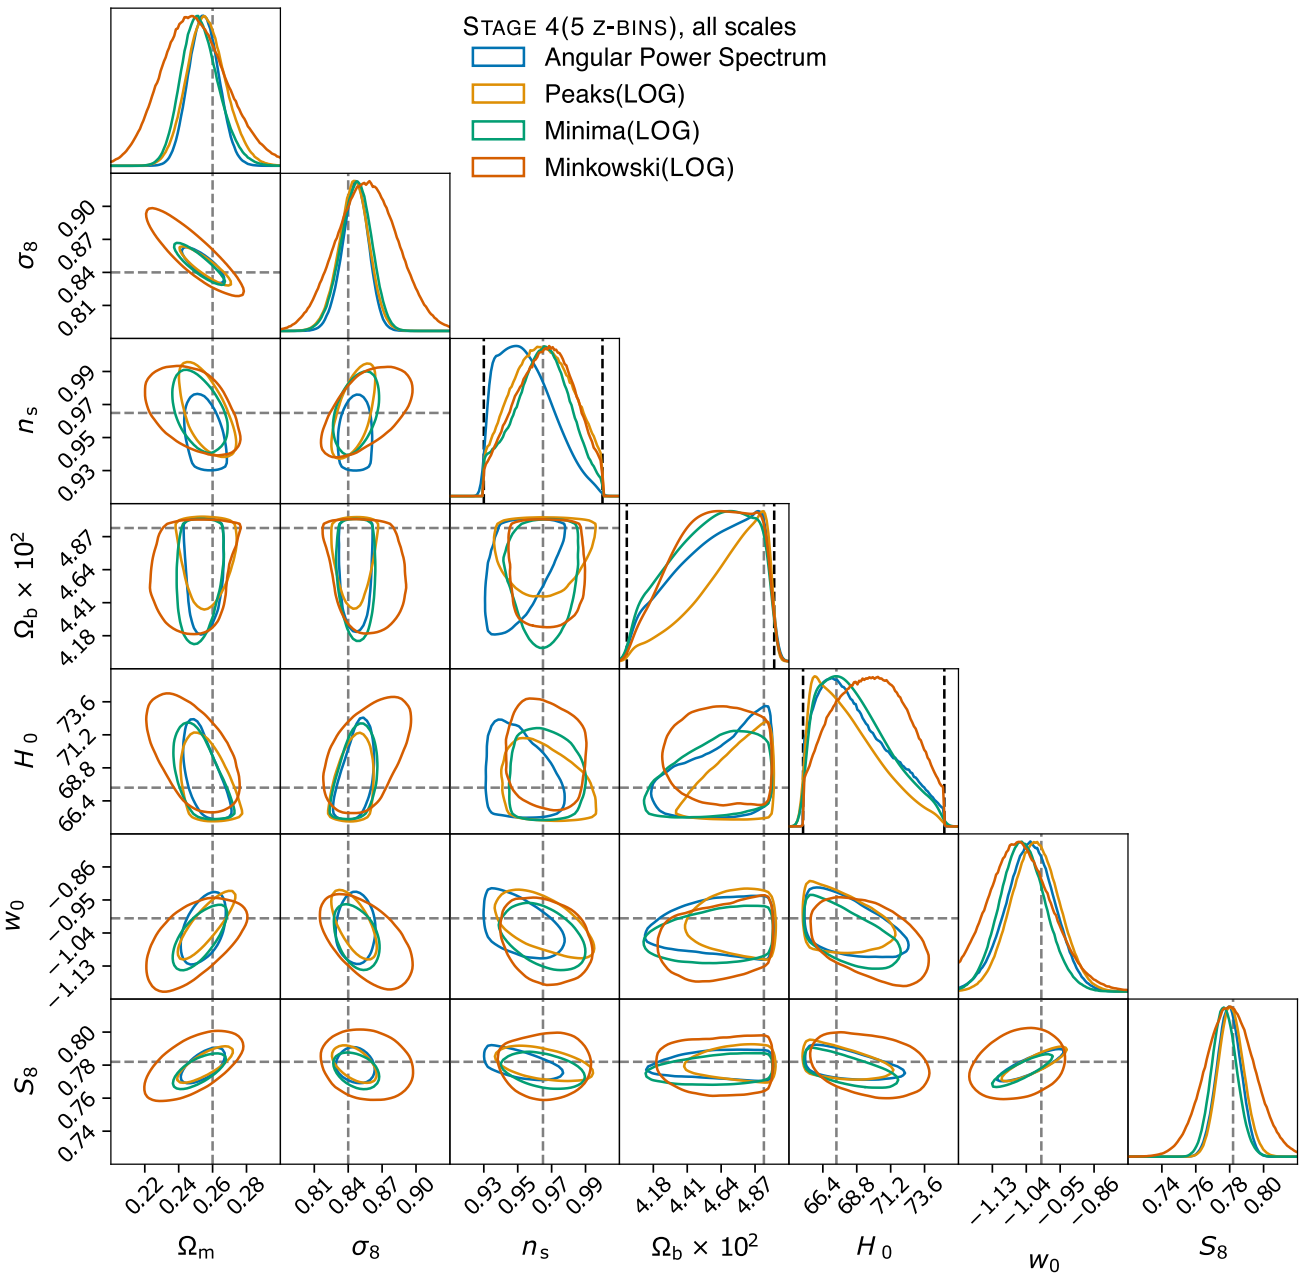 STAGE 4(5 Z-BINS), all scales
Angular Power Spectrum
Peaks(LOG)
Minima(LOG)
Minkowski(LOG)
σ8
0.90
0.87
0.84
0.81
ns
0.99
0.97
0.95
0.93
Ωb × 10²
4.87
4.64
4.41
4.18
H0
73.6
71.2
68.8
66.4
w0
−0.86
−0.95
−1.04
−1.13
S8
0.80
0.78
0.76
0.74
0.22 0.24 0.26 0.28 0.81 0.84 0.87 0.90 0.93 0.95 0.97 0.99 4.18 4.41 4.64 4.87 66.4 68.8 71.2 73.6 −1.13 −1.04 −0.95 −0.86 0.74 0.76 0.78 0.80
Ωm σ8 ns Ωb × 10² H0 w0 S8